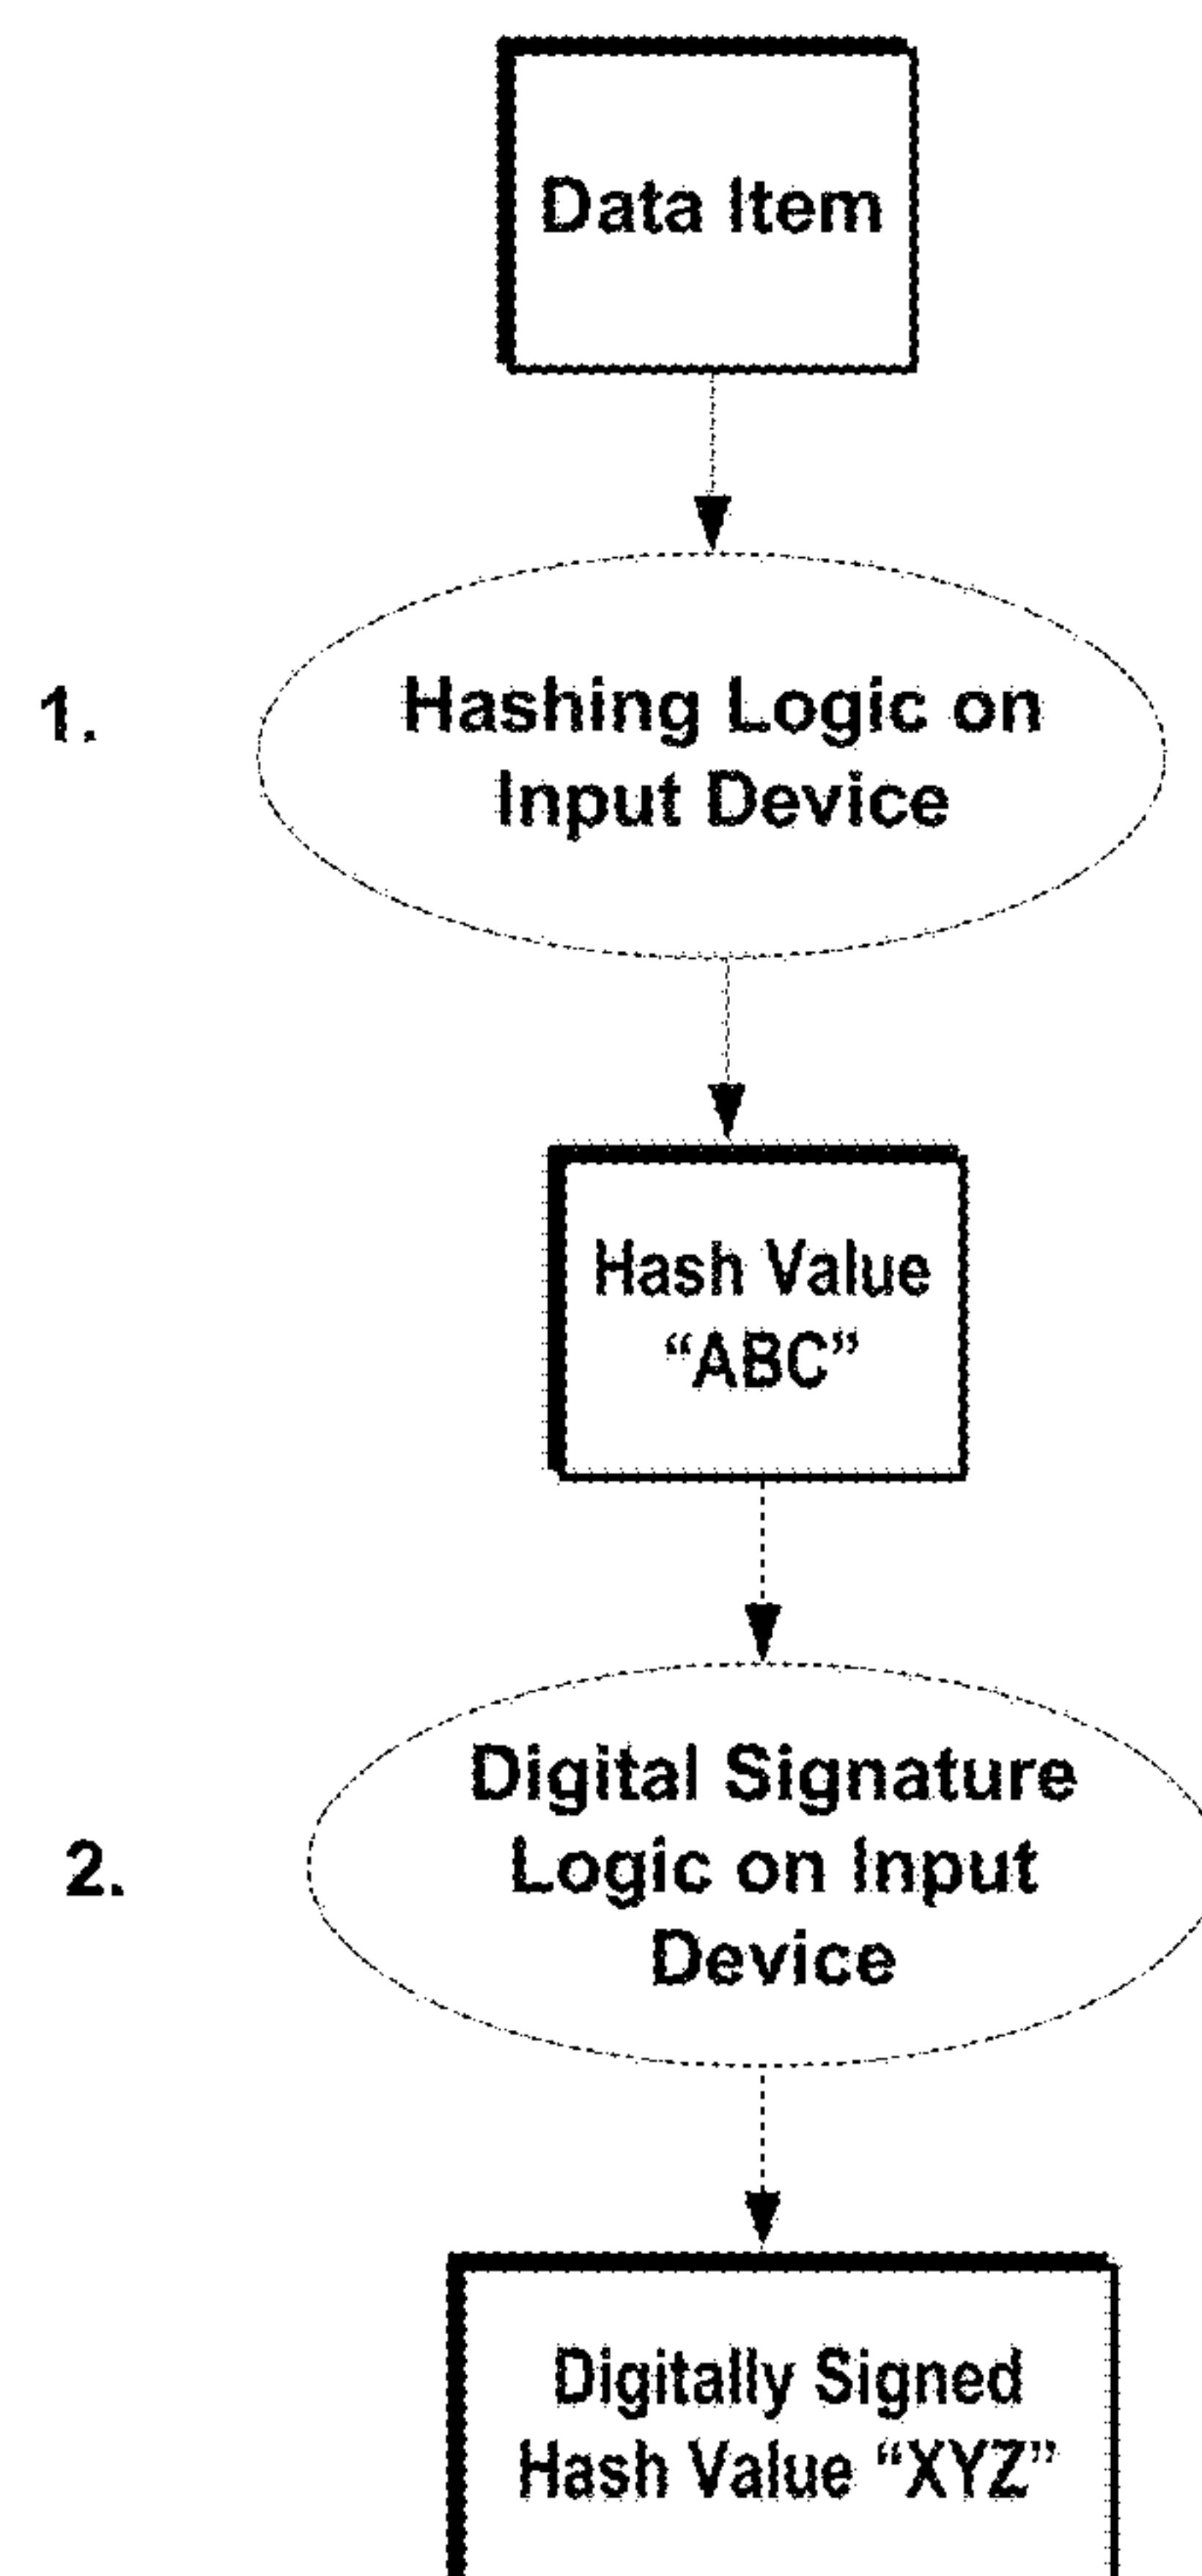 Data Item
1.
Hashing Logic on
Input Device
Hash Value
“ABC”
2.
Digital Signature
Logic on Input
Device
Digitally Signed
Hash Value “XYZ”